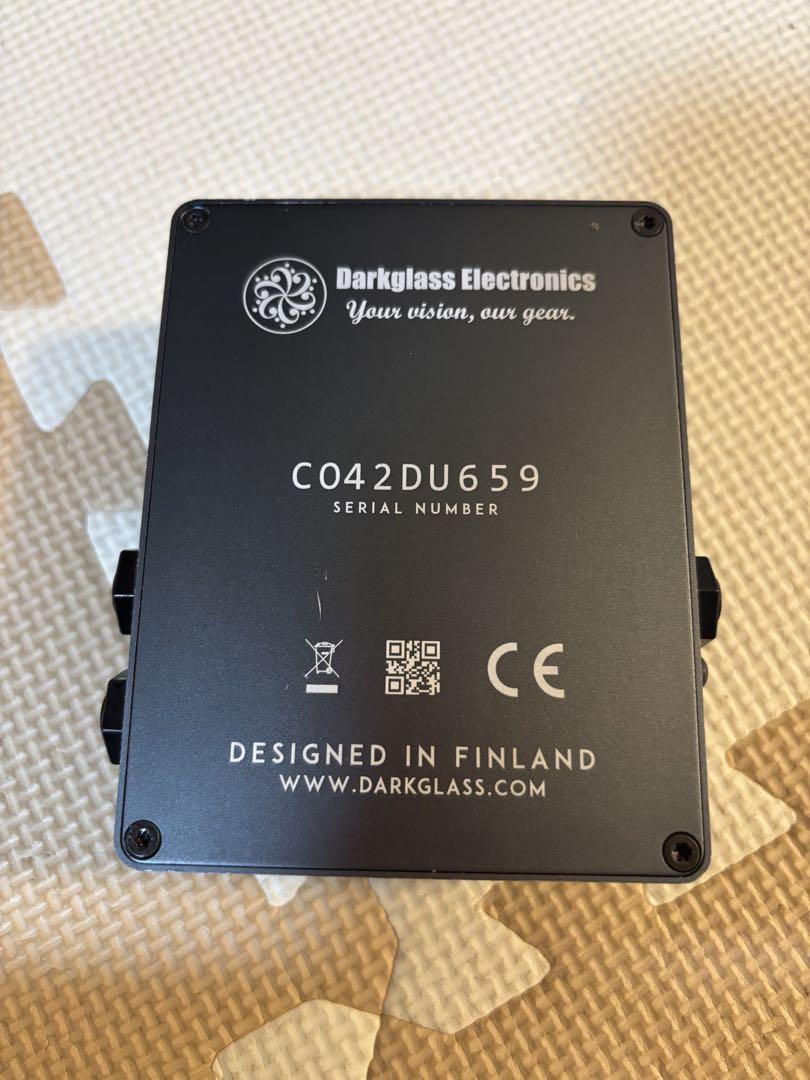 Darkglass Electronics
Your vision, our gear.
C042DU659
SERIAL NUMBER
CE
DESIGNED IN FINLAND
WWW.DARKGLASS.COM